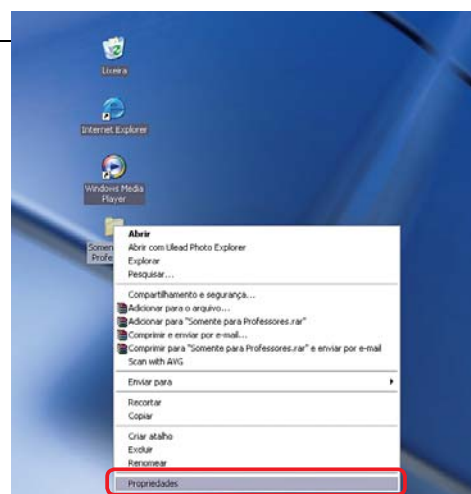 Lixeira
Internet Explorer
Windows Media
Player
Somen
Profe
Abrir
Abrir com Ulead Photo Explorer
Explorar
Pesquisar...
Compartilhamento e segurança...
Adicionar para o arquivo...
Adicionar para "Somente para Professores.rar"
Comprimir e enviar por e-mail...
Comprimir para "Somente para Professores.rar" e enviar por e-mail
Scan with AVG
Enviar para
Recortar
Copiar
Criar atalho
Excluir
Renomear
Propriedades